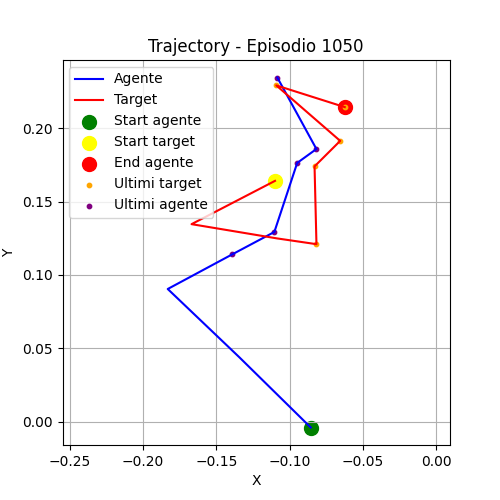 Trajectory - Episodio 1050
Agente
Target
Start agente
Start target
End agente
Ultimi target
Ultimi agente
Y
0.20
0.15
0.10
0.05
0.00
−0.25
−0.20
−0.15
−0.10
−0.05
0.00
X